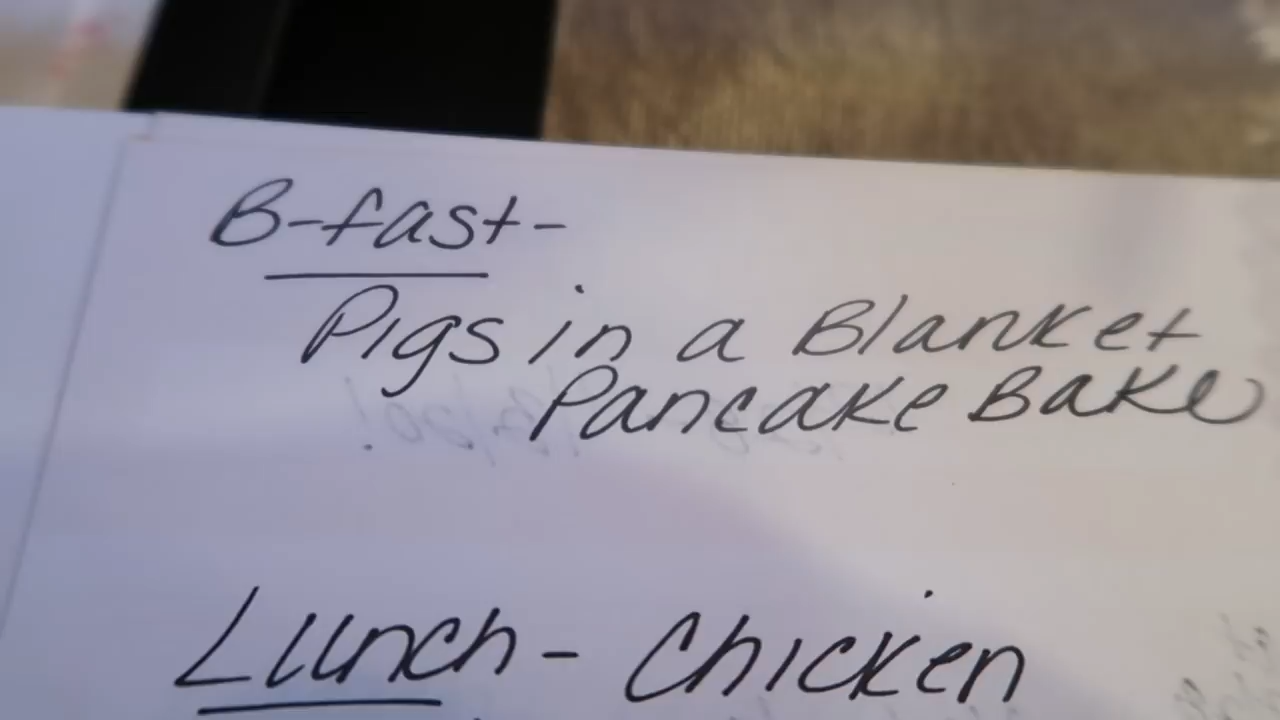 B-fast-
Pigs in a Blanket
Pancake Bake
Lunch- Chicken